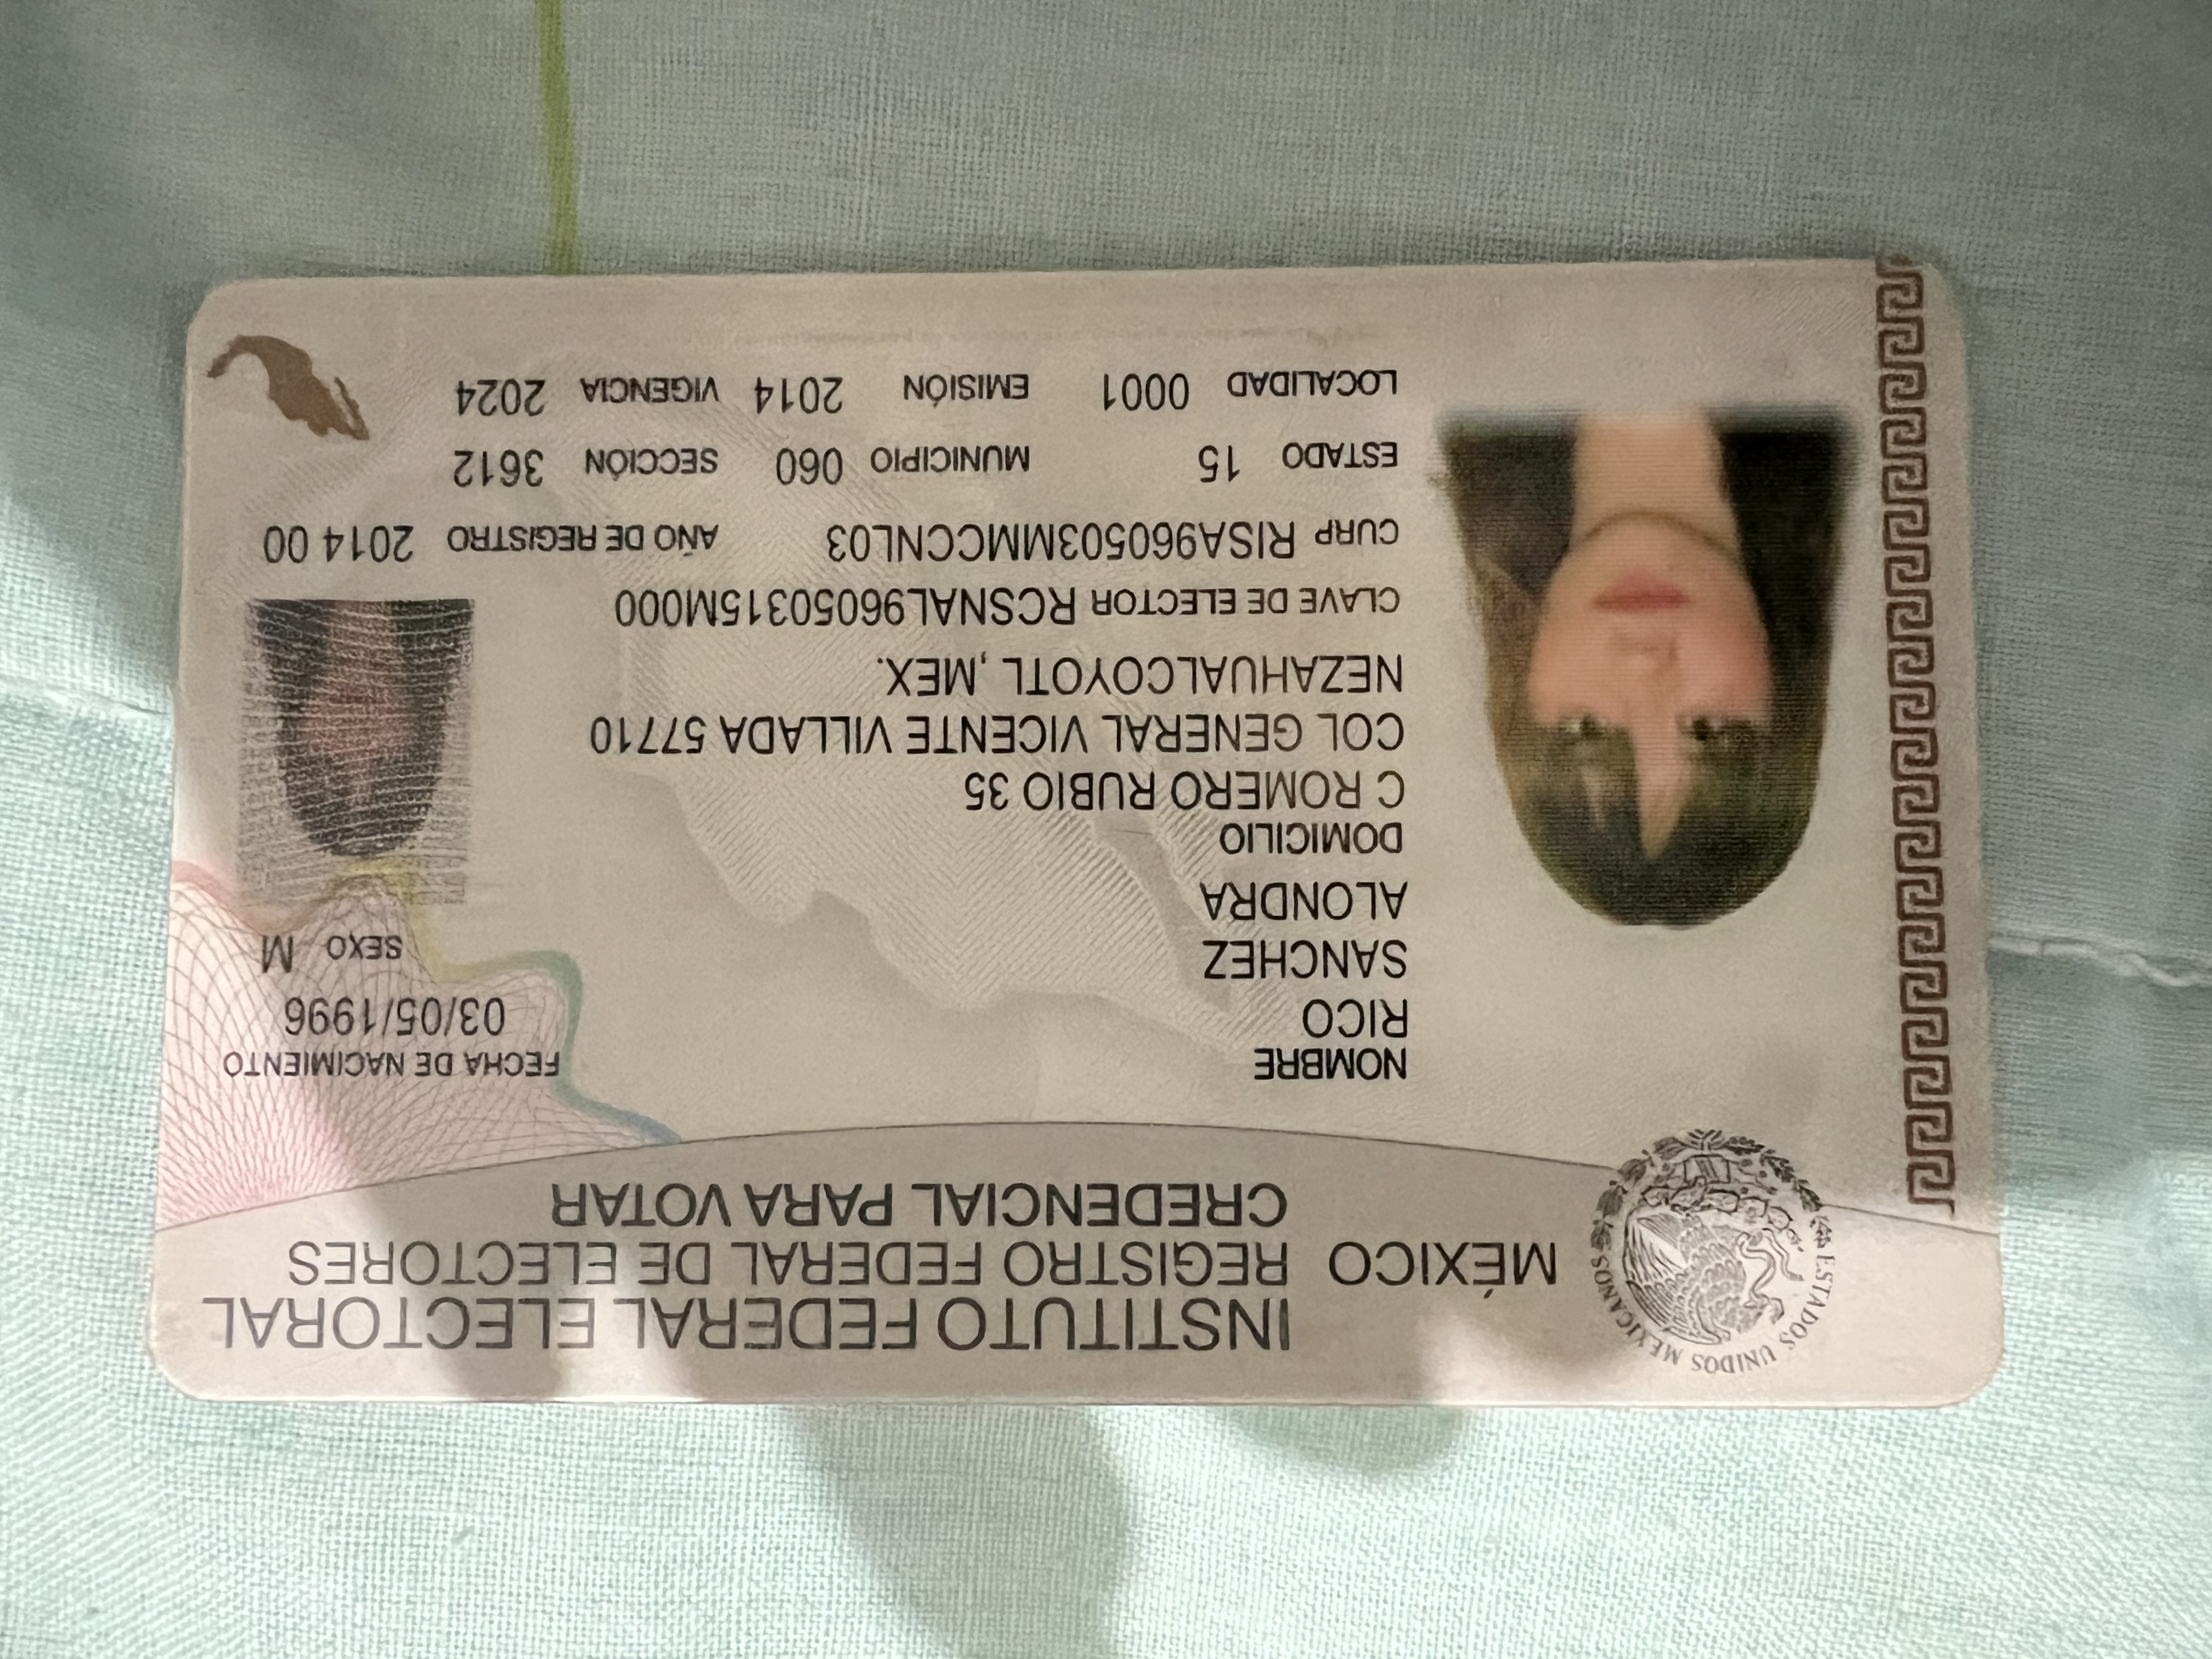 INSTITUTO FEDERAL ELECTORAL
MÉXICO REGISTRO FEDERAL DE ELECTORES
CREDENCIAL PARA VOTAR
ESTADOS UNIDOS MEXICANOS
NOMBRE
RICO
SANCHEZ
ALONDRA
FECHA DE NACIMIENTO
03/05/1996
SEXO M
DOMICILIO
C ROMERO RUBIO 35
COL GENERAL VICENTE VILLADA 57710
NEZAHUALCOYOTL ,MEX.
CLAVE DE ELECTOR RCSNAL96050315M000
CURP RISA960503MMCCNL03 AÑO DE REGISTRO 2014 00
ESTADO 15 MUNICIPIO 060 SECCIÓN 3612
LOCALIDAD 0001 EMISIÓN 2014 VIGENCIA 2024